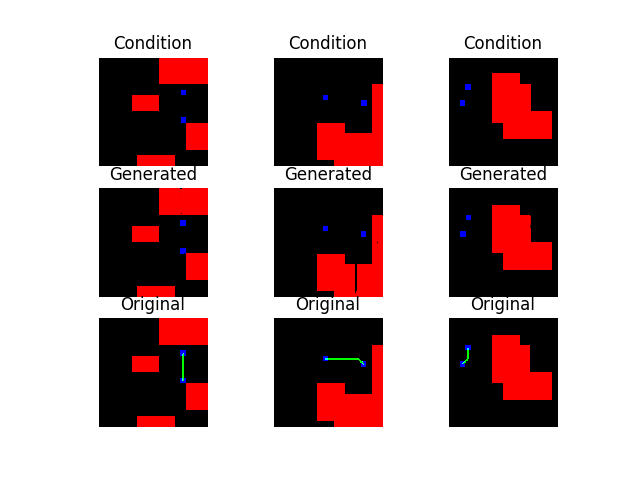 Condition Condition Condition
Generated Generated Generated
Original Original Original